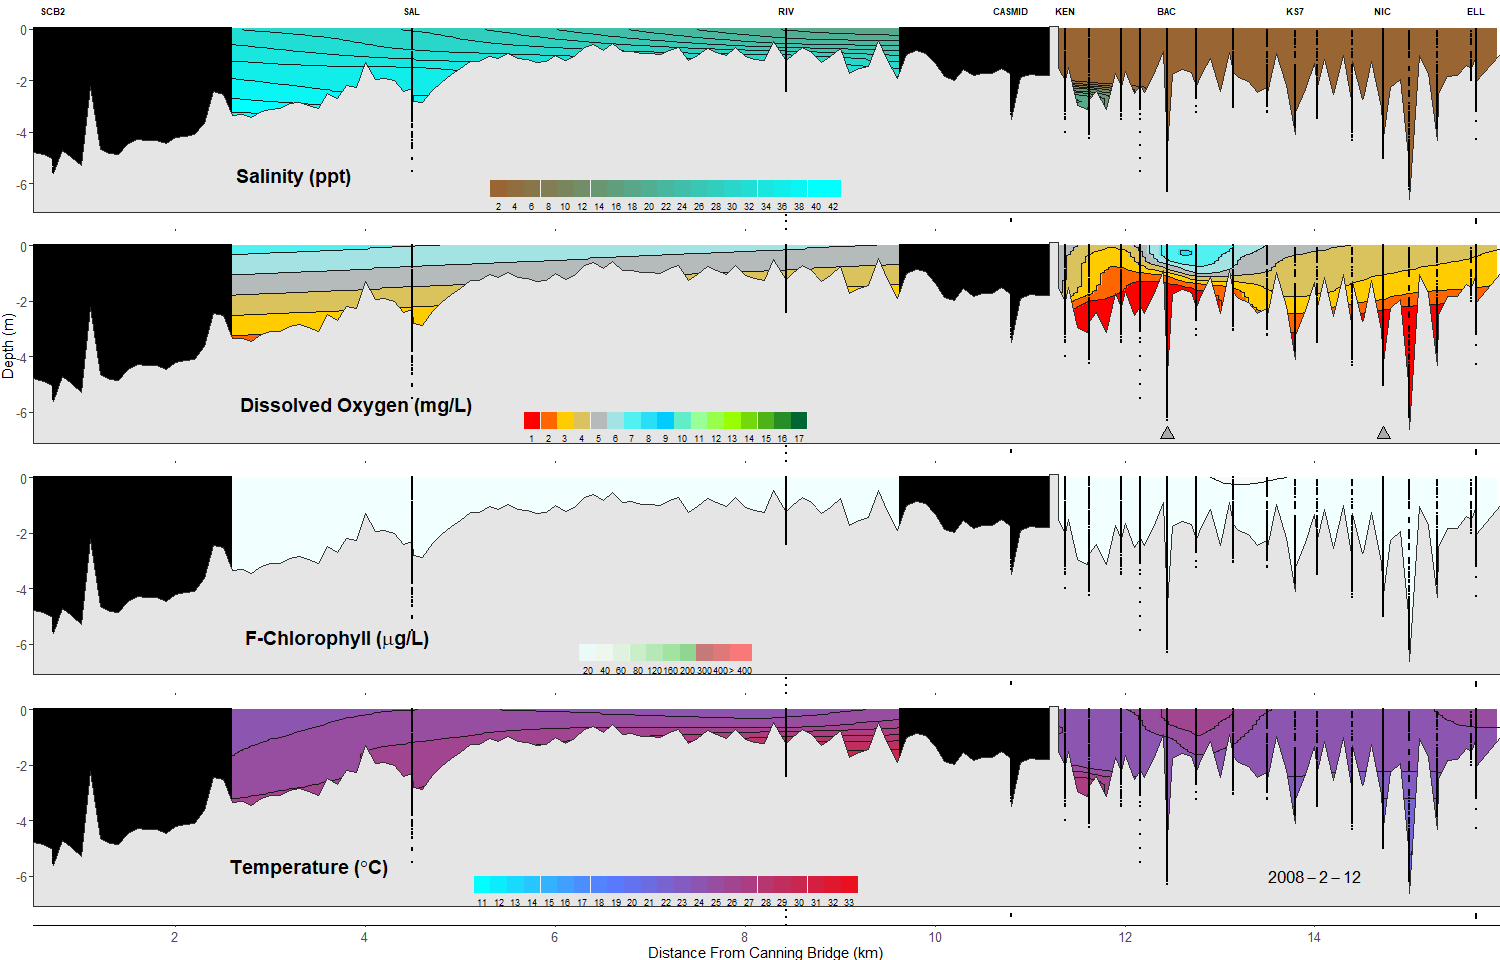 SCB2 SAL RIV CASMID KEN BAC KS7 NIC ELL
0
-2
-4
-6
Salinity (ppt)
2 4 6 8 10 12 14 16 18 20 22 24 26 28 30 32 34 36 38 40 42
0
-2
-4
-6
Depth (m)
Dissolved Oxygen (mg/L)
1 2 3 4 5 6 7 8 9 10 11 12 13 14 15 16 17
0
-2
-4
-6
F-Chlorophyll (μg/L)
20 40 60 80 120 160 200 300 400 > 400
0
-2
-4
-6
Temperature (°C)
11 12 13 14 15 16 17 18 19 20 21 22 23 24 25 26 27 28 29 30 31 32 33
2008 – 2 – 12
2 4 6 8 10 12 14
Distance From Canning Bridge (km)